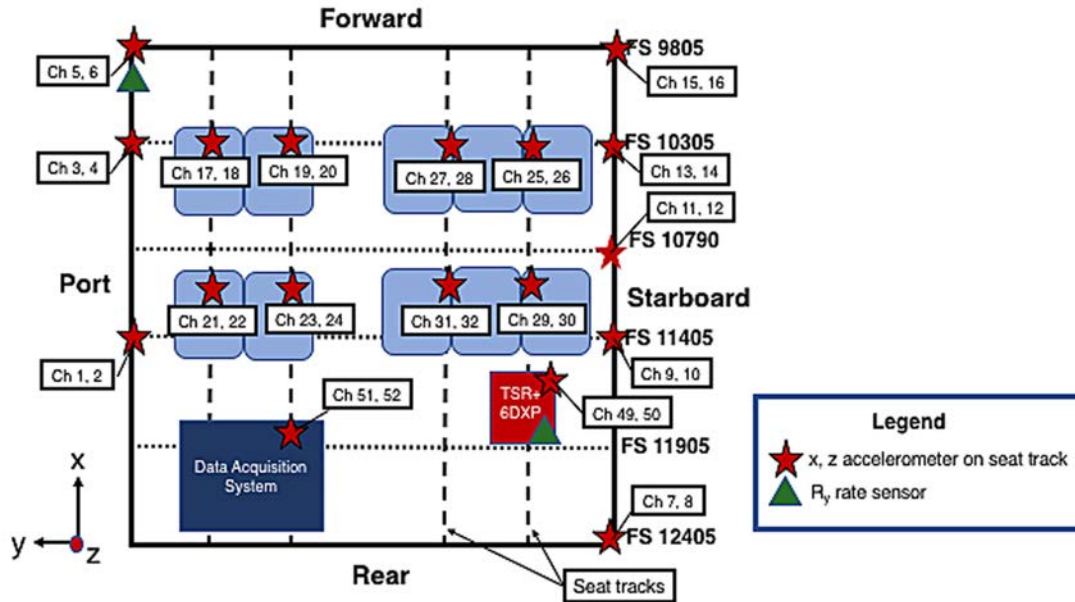 Forward
FS 9805
Ch 5, 6
Ch 15, 16
FS 10305
Ch 3, 4
Ch 17, 18
Ch 19, 20
Ch 27, 28
Ch 25, 26
Ch 13, 14
Ch 11, 12
FS 10790
Port
Starboard
Ch 21, 22
Ch 23, 24
Ch 31, 32
Ch 29, 30
FS 11405
Ch 1, 2
Ch 9, 10
Ch 51, 52
TSR+
6DXP
Ch 49, 50
FS 11905
Data Acquisition
System
Legend
x, z accelerometer on seat track
Ry rate sensor
x
y
z
Ch 7, 8
FS 12405
Rear
Seat tracks